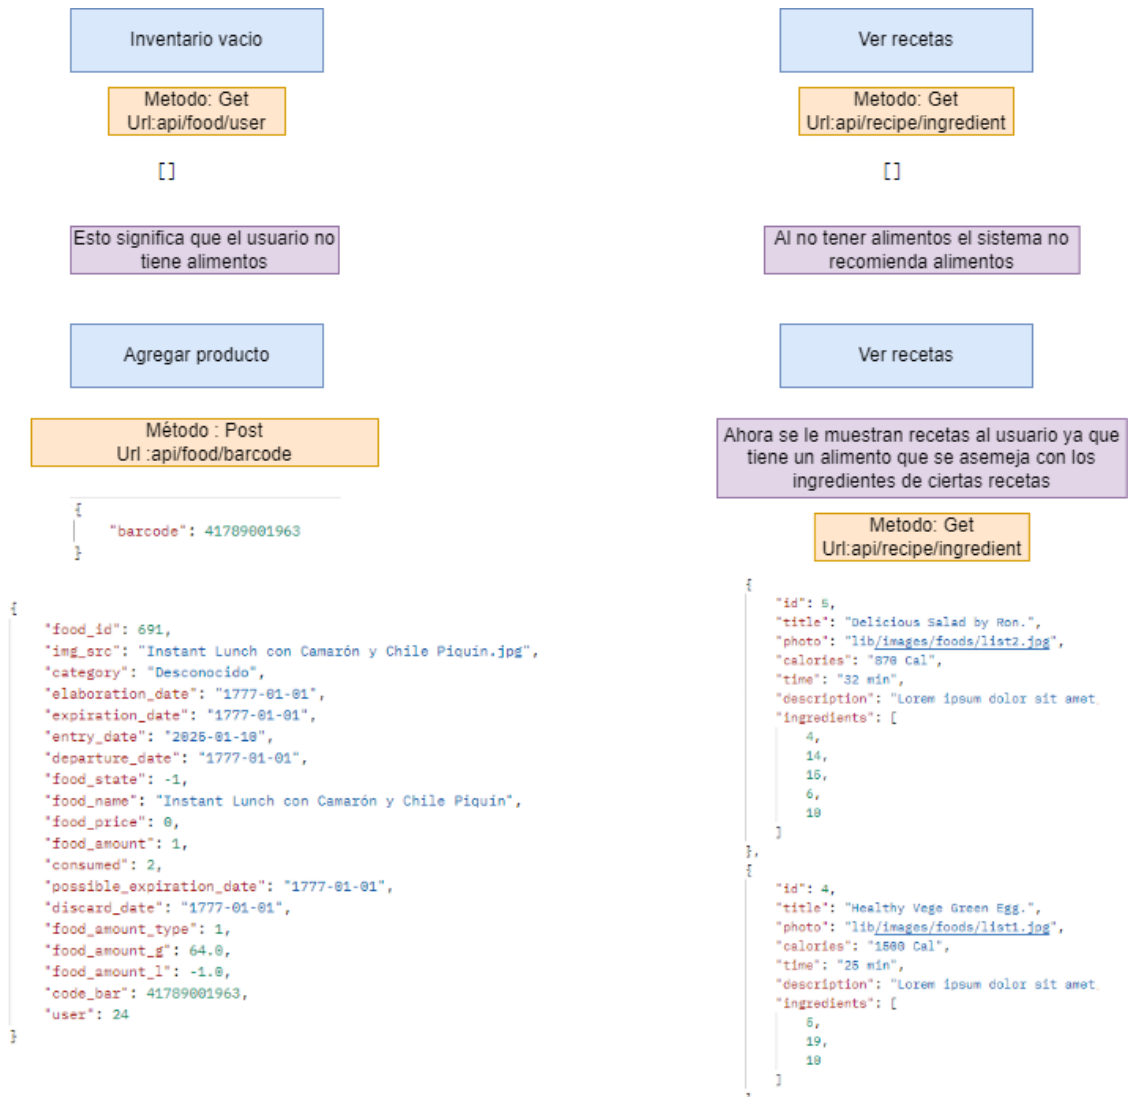 Inventario vacio
Metodo: Get
Url:api/food/user
[]
Esto significa que el usuario no
tiene alimentos
Agregar producto
Método : Post
Url :api/food/barcode
{
"barcode": 41789001963
}
{
"food_id": 691,
"img_src": "Instant Lunch con Camarón y Chile Piquin.jpg",
"category": "Desconocido",
"elaboration_date": "1777-01-01",
"expiration_date": "1777-01-01",
"entry_date": "2025-01-10",
"departure_date": "1777-01-01",
"food_state": -1,
"food_name": "Instant Lunch con Camarón y Chile Piquin",
"food_price": 0,
"food_amount": 1,
"consumed": 2,
"possible_expiration_date": "1777-01-01",
"discard_date": "1777-01-01",
"food_amount_type": 1,
"food_amount_g": 64.0,
"food_amount_l": -1.0,
"code_bar": 41789001963,
"user": 24
}
Ver recetas
Metodo: Get
Url:api/recipe/ingredient
[]
Al no tener alimentos el sistema no
recomienda alimentos
Ver recetas
Ahora se le muestran recetas al usuario ya que
tiene un alimento que se asemeja con los
ingredientes de ciertas recetas
Metodo: Get
Url:api/recipe/ingredient
{
"id": 5,
"title": "Delicious Salad by Ron.",
"photo": "lib/images/foods/list2.jpg",
"calories": "870 Cal",
"time": "32 min",
"description": "Lorem ipsum dolor sit amet
"ingredients": [
4,
14,
15,
6,
10
]
},
{
"id": 4,
"title": "Healthy Vege Green Egg.",
"photo": "lib/images/foods/list1.jpg",
"calories": "1500 Cal",
"time": "25 min",
"description": "Lorem ipsum dolor sit amet
"ingredients": [
6,
19,
10
]